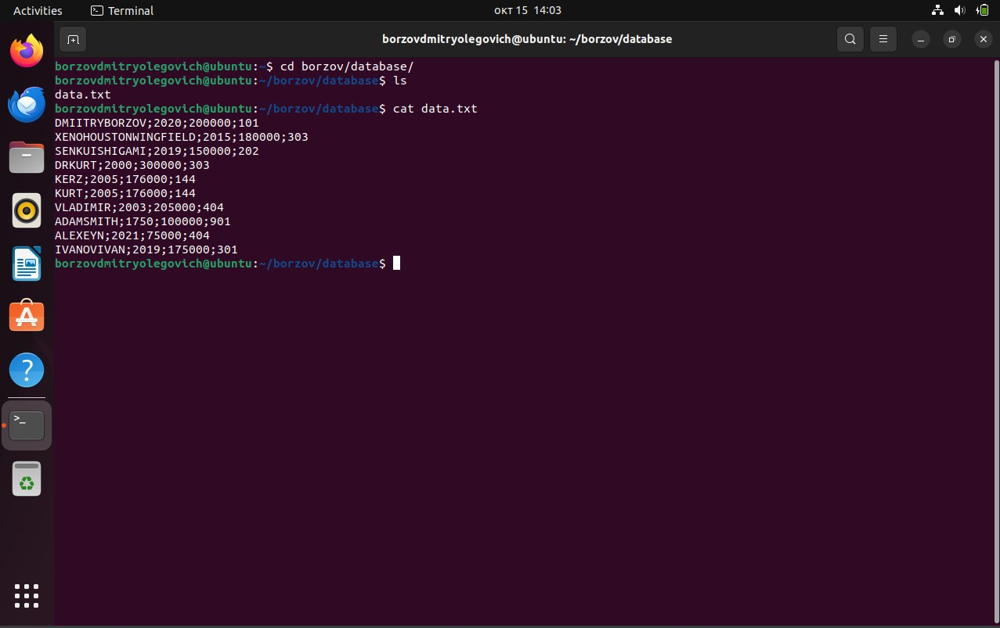 Activities
Terminal
окт 15 14:03
borzovdmitryolegovich@ubuntu: ~/borzov/database
borzovdmitryolegovich@ubuntu:~$ cd borzov/database/
borzovdmitryolegovich@ubuntu:~/borzov/database$ ls
data.txt
borzovdmitryolegovich@ubuntu:~/borzov/database$ cat data.txt
DMIITRYBORZOV;2020;200000;101
XENOHOUSTONWINGFIELD;2015;180000;303
SENKUISHIGAMI;2019;150000;202
DRKURT;2000;300000;303
KERZ;2005;176000;144
KURT;2005;176000;144
VLADIMIR;2003;205000;404
ADAMSMITH;1750;100000;901
ALEXEYN;2021;75000;404
IVANOVIVAN;2019;175000;301
borzovdmitryolegovich@ubuntu:~/borzov/database$